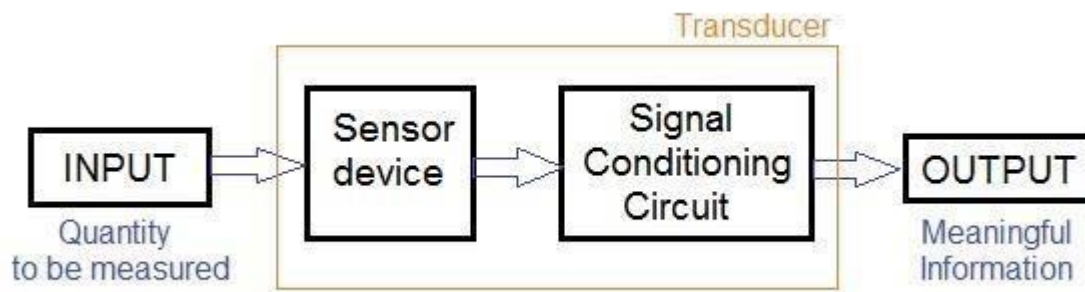 Transducer
INPUT
Quantity
to be measured
Sensor
device
Signal
Conditioning
Circuit
OUTPUT
Meaningful
Information